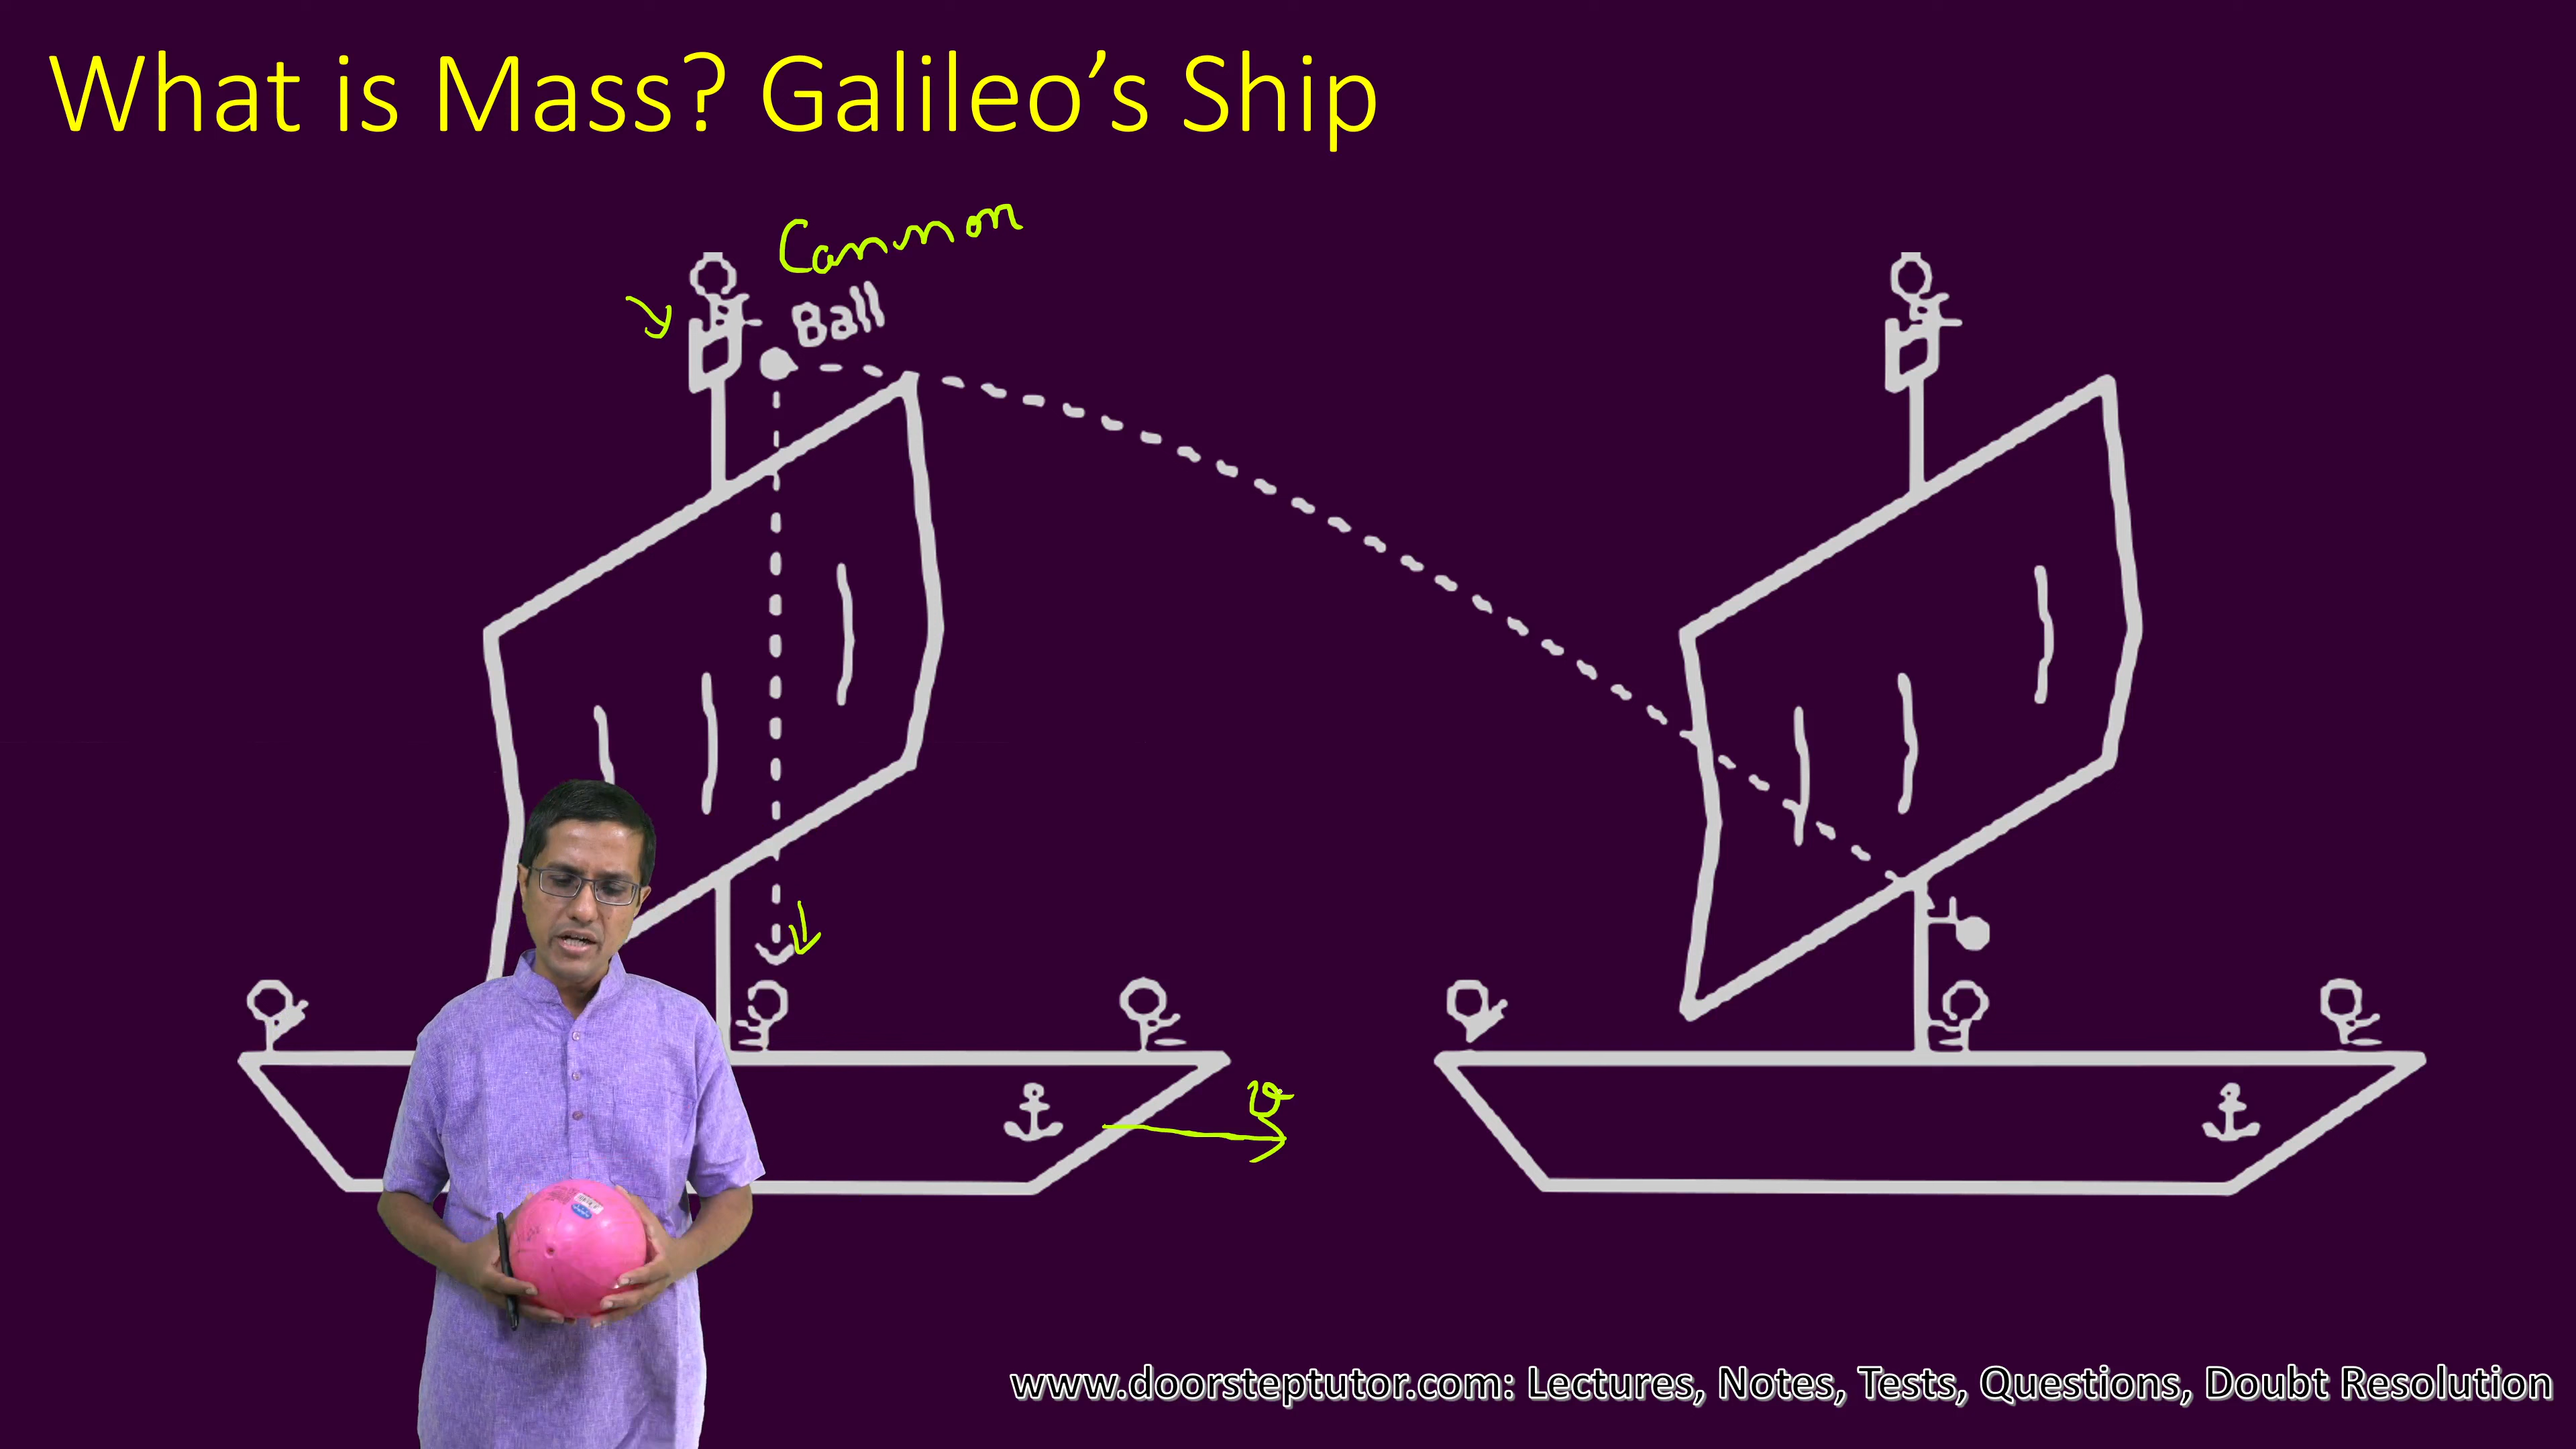 What is Mass? Galileo’s Ship
Cannon
Ball
v
www.doorsteptutor.com: Lectures, Notes, Tests, Questions, Doubt Resolution